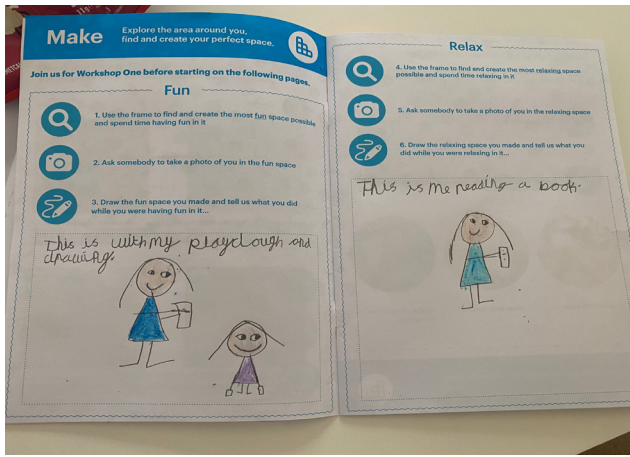 Make
Explore the area around you,
find and create your perfect space.
Join us for Workshop One before starting on the following pages.
Fun
1. Use the frame to find and create the most fun space possible
and spend time having fun in it
2. Ask somebody to take a photo of you in the fun space
3. Draw the fun space you made and tell us what you did
while you were having fun in it...
This is with my playdough and
drawing.
Relax
4. Use the frame to find and create the most relaxing space
possible and spend time relaxing in it
5. Ask somebody to take a photo of you in the relaxing space
6. Draw the relaxing space you made and tell us what you
did while you were relaxing in it...
This is me reading a book.